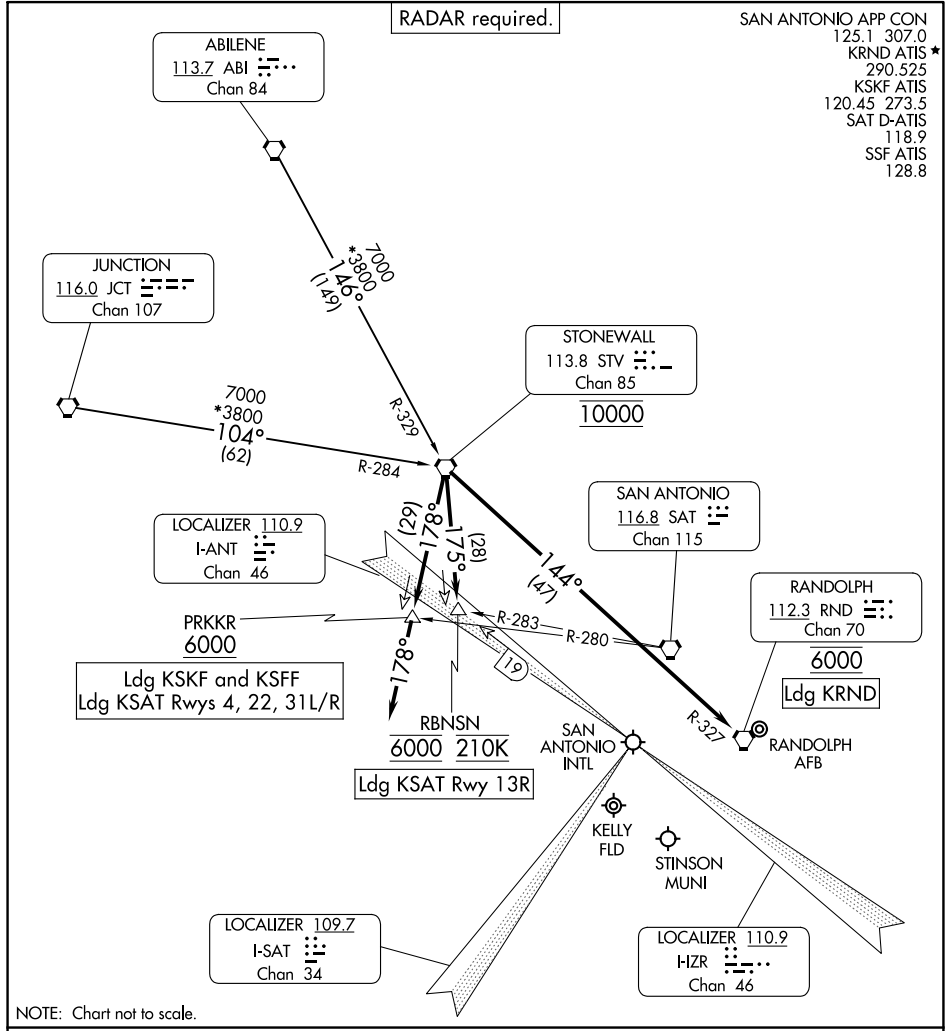 RADAR required.
SAN ANTONIO APP CON
125.1 307.0
KRND ATIS ★
290.525
KSKF ATIS
120.45 273.5
SAT D-ATIS
118.9
SSF ATIS
128.8
ABILENE
113.7 ABI
Chan 84
7000
*3800
146°
(149)
R-329
JUNCTION
116.0 JCT
Chan 107
7000
*3800
104°
(62)
R-284
STONEWALL
113.8 STV
Chan 85
10000
LOCALIZER 110.9
I-ANT
Chan 46
(29)
178°
175°
(28)
144°
(47)
SAN ANTONIO
116.8 SAT
Chan 115
RANDOLPH
112.3 RND
Chan 70
6000
Ldg KRND
R-283
R-280
19
PRKKR
6000
Ldg KSKF and KSFF
Ldg KSAT Rwys 4, 22, 31L/R
178°
RBNSN
6000 210K
Ldg KSAT Rwy 13R
R-327
RANDOLPH
AFB
SAN
ANTONIO
INTL
KELLY
FLD
STINSON
MUNI
LOCALIZER 109.7
I-SAT
Chan 34
LOCALIZER 110.9
I-IZR
Chan 46
NOTE: Chart not to scale.